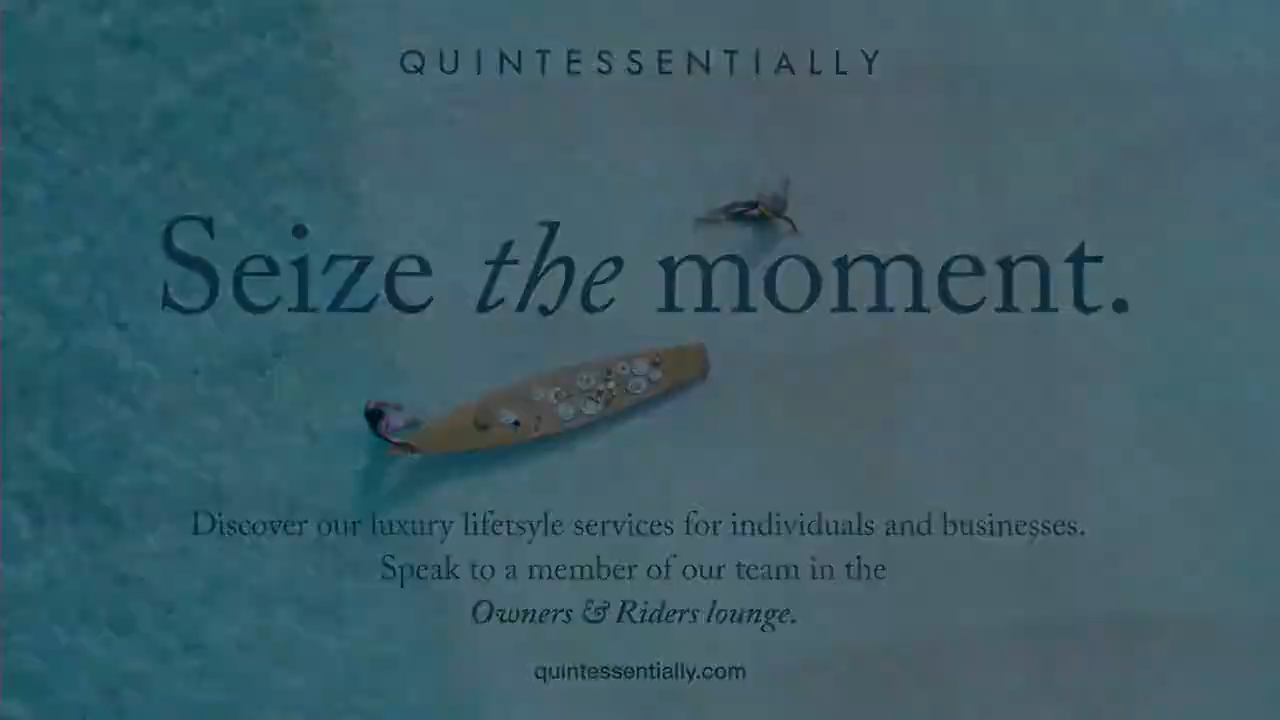 QUINTESSENTIALLY
Seize the moment.
Discover our luxury lifetsyle services for individuals and businesses.
Speak to a member of our team in the
Owners & Riders lounge.
quintessentially.com